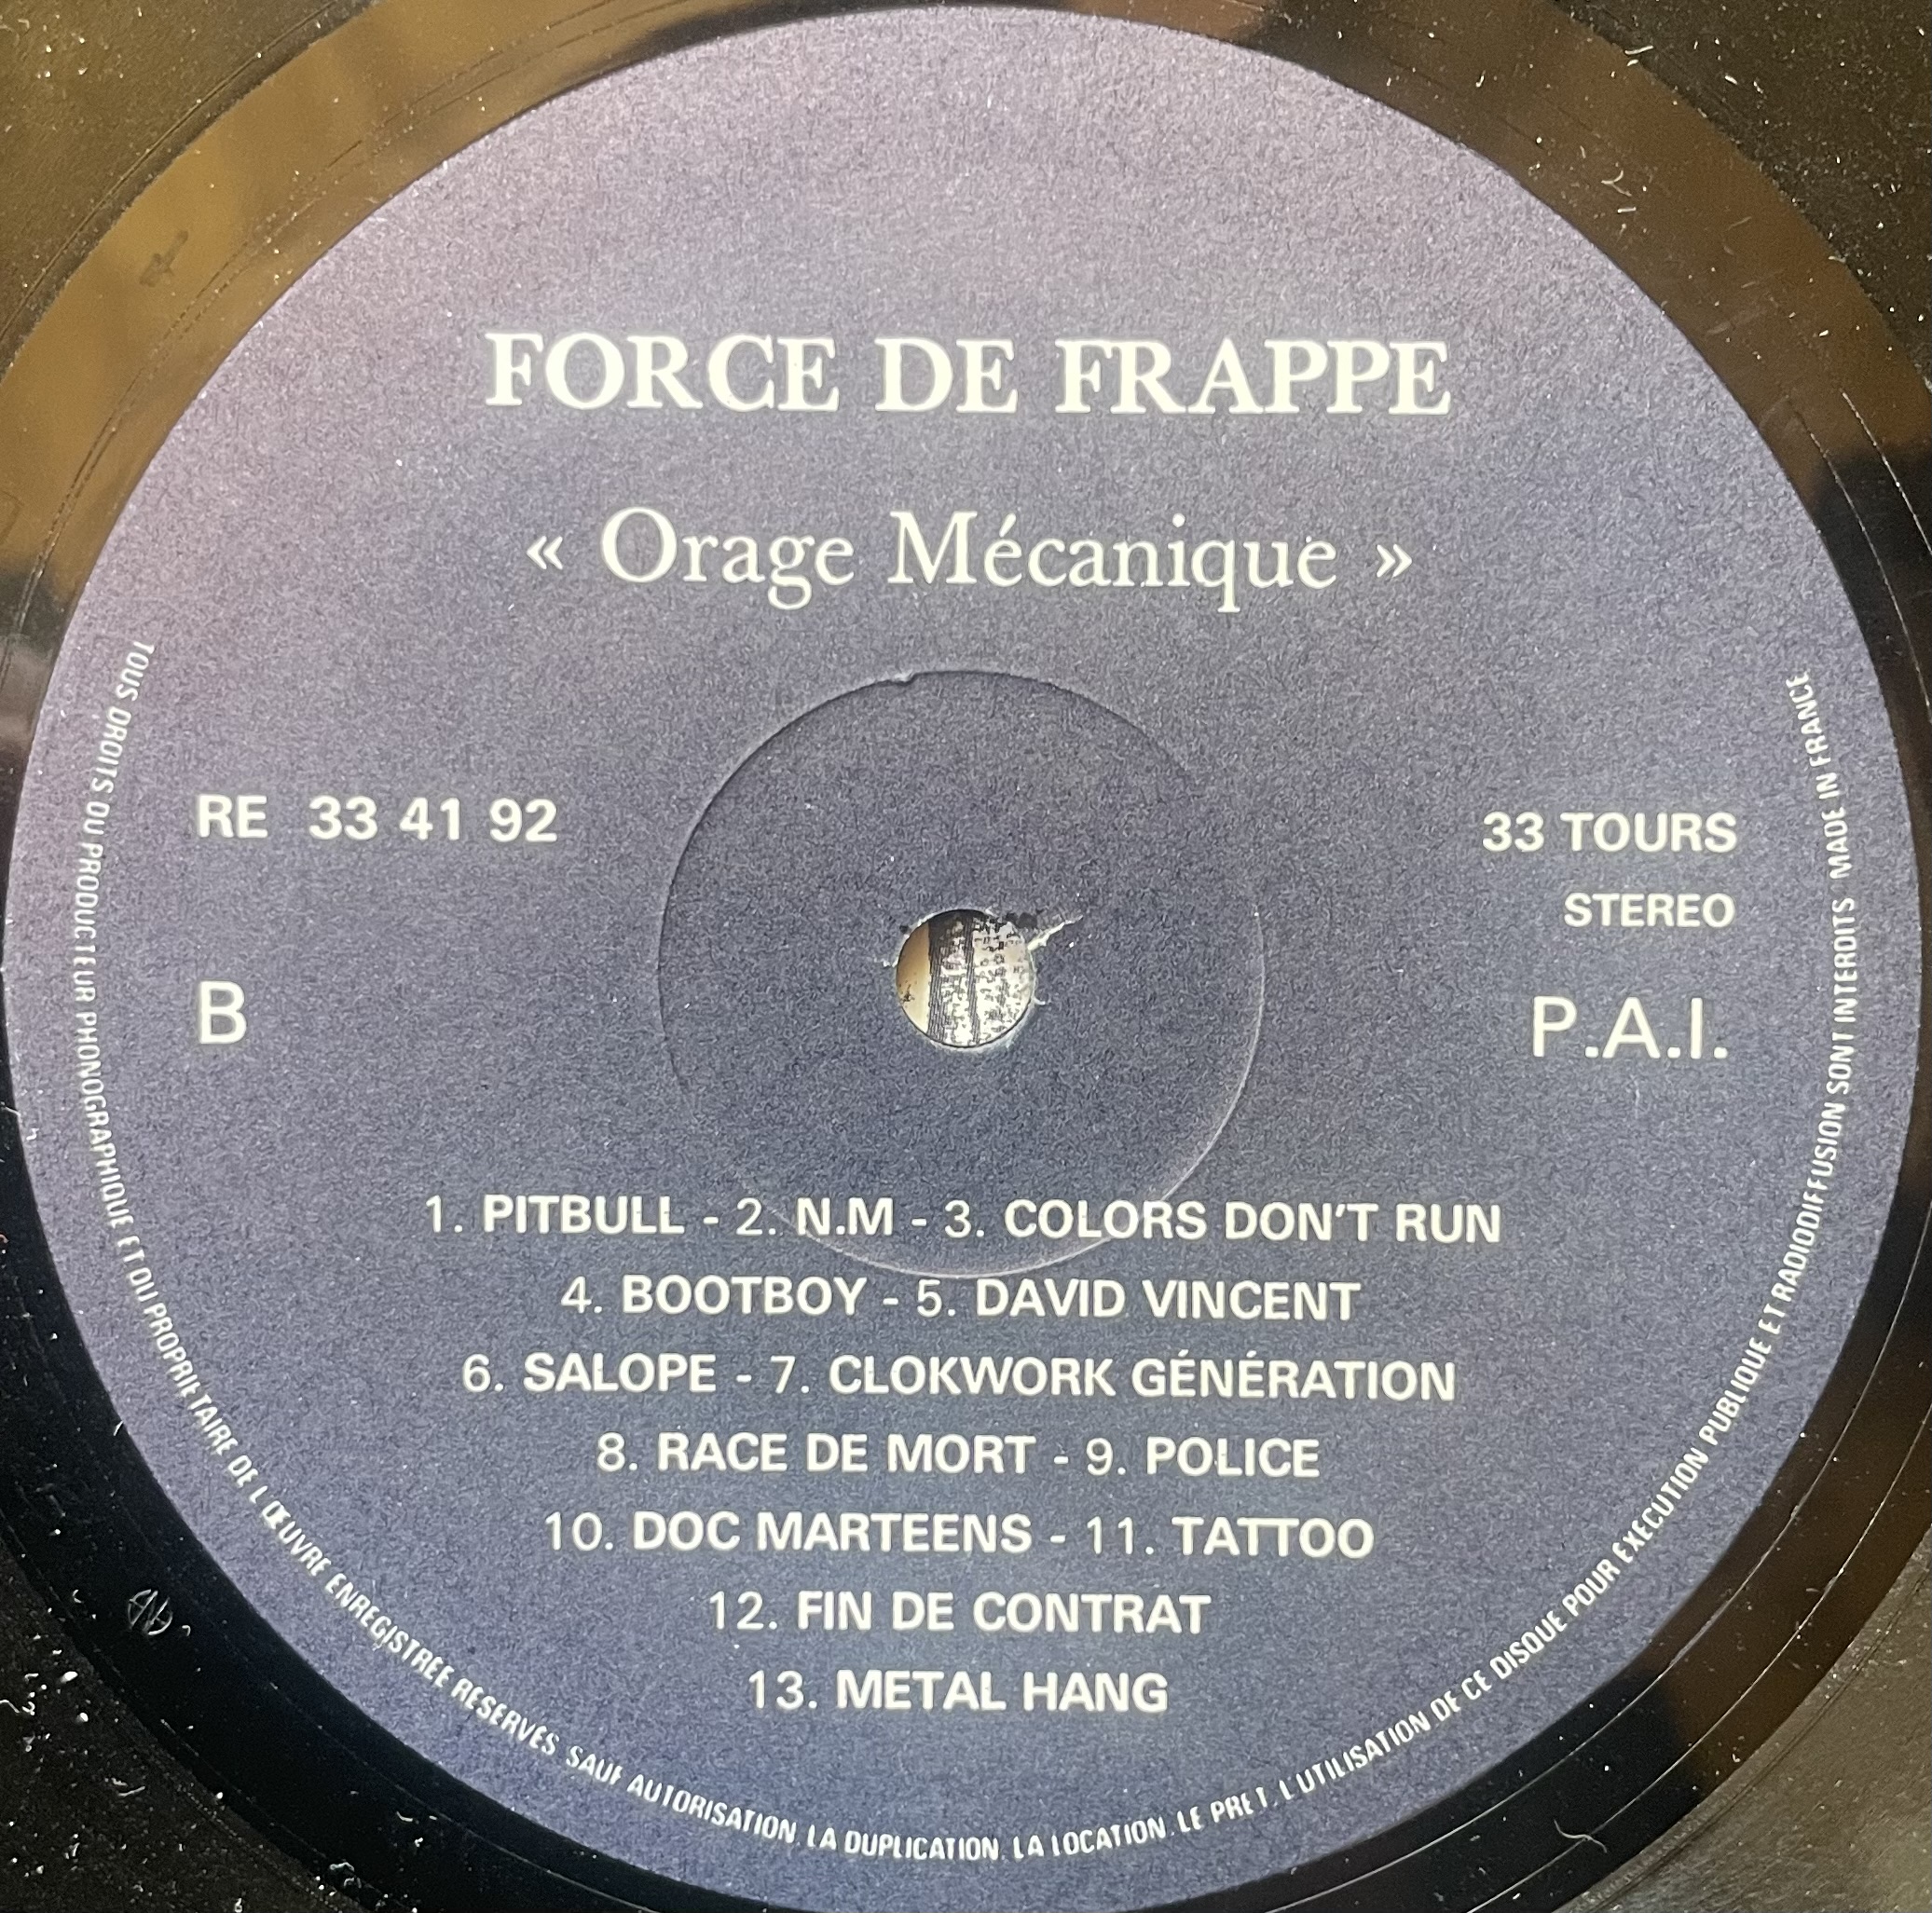 FORCE DE FRAPPE
« Orage Mécanique »
RE 33 41 92
33 TOURS
STEREO
B
P.A.I.
1. PITBULL - 2. N.M - 3. COLORS DON'T RUN
4. BOOTBOY - 5. DAVID VINCENT
6. SALOPE - 7. CLOKWORK GÉNÉRATION
8. RACE DE MORT - 9. POLICE
10. DOC MARTEENS - 11. TATTOO
12. FIN DE CONTRAT
13. METAL HANG
TOUS DROITS DU PRODUCTEUR PHONOGRAPHIQUE ET DU PROPRIETAIRE DE L'ŒUVRE ENREGISTREE RESERVES SAUF AUTORISATION. LA DUPLICATION. LA LOCATION. LE PRET. L'UTILISATION DE CE DISQUE POUR EXECUTION PUBLIQUE ET RADIODIFFUSION SONT INTERDITS MADE IN FRANCE